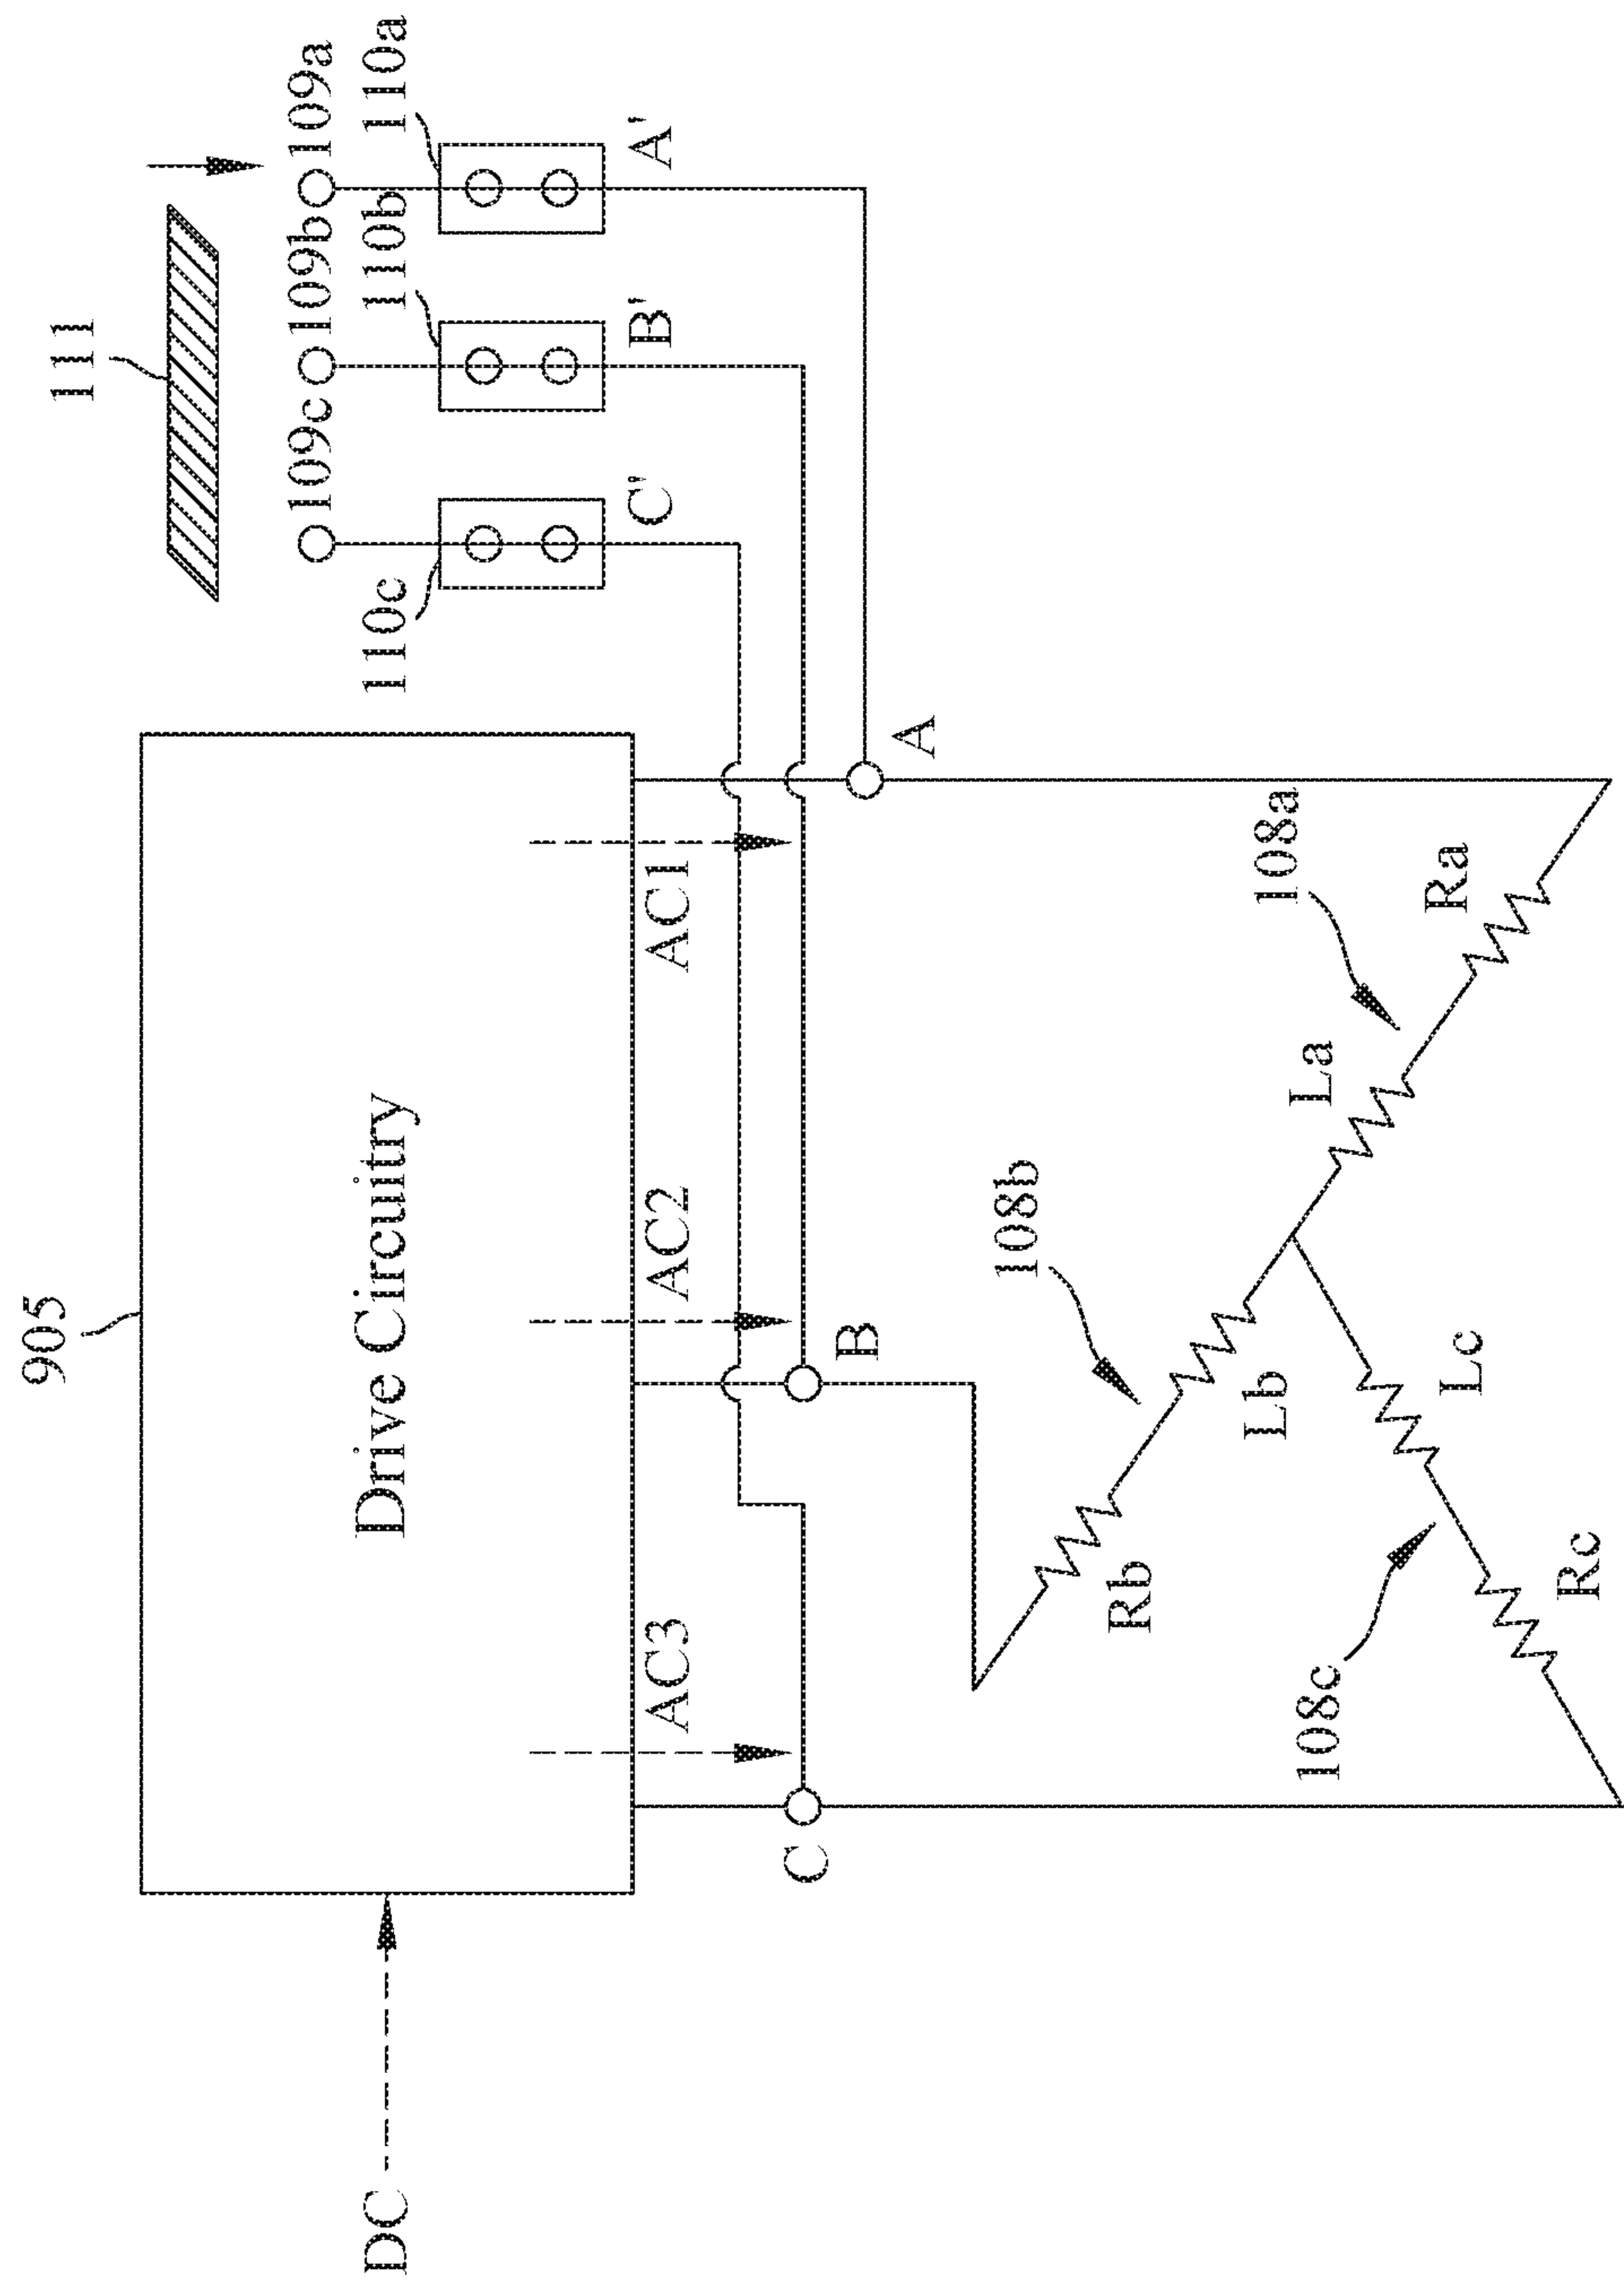 905
DC
Drive Circuitry
AC3
AC2
AC1
111
109c
109b
109a
110c
110b
110a
C'
B'
A'
C
B
A
108b
108a
108c
Rb
Lb
La
Ra
Lc
Rc